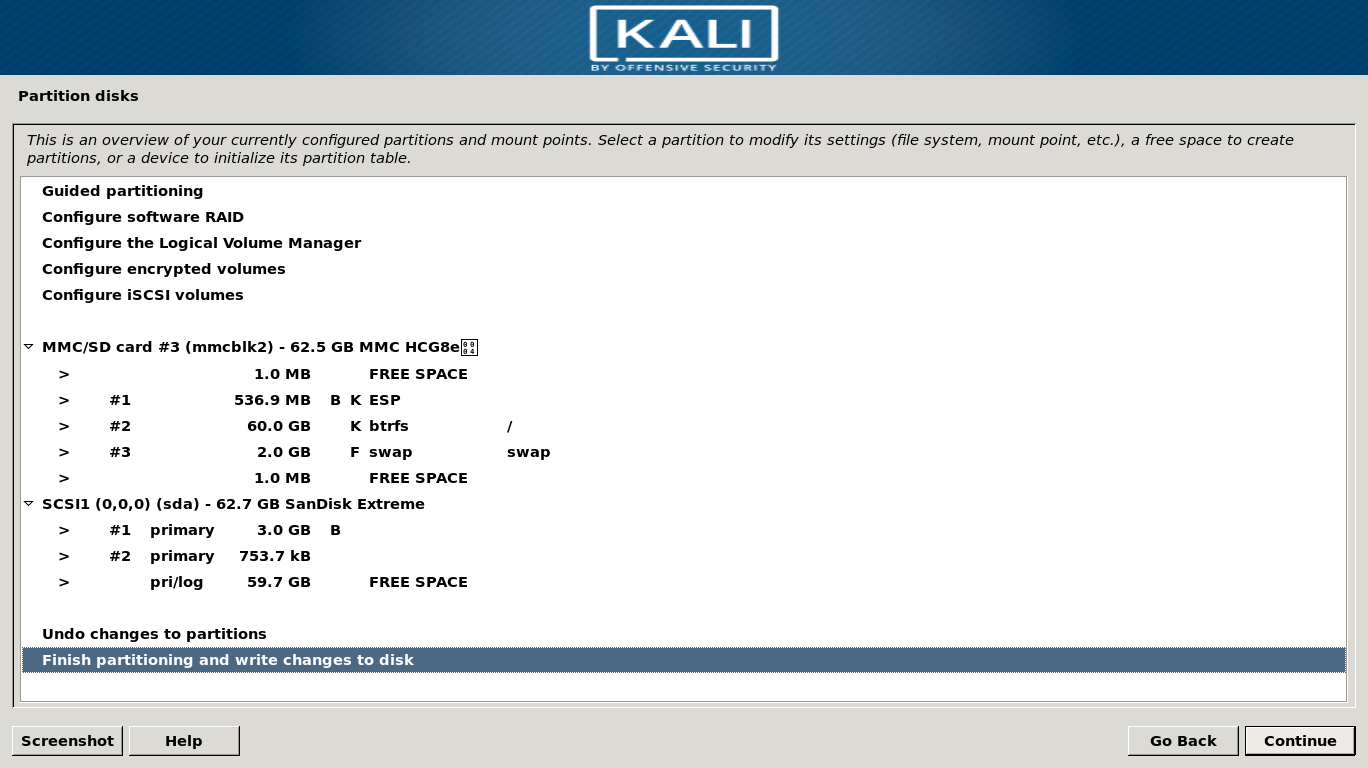 KALI
BY OFFENSIVE SECURITY
Partition disks
This is an overview of your currently configured partitions and mount points. Select a partition to modify its settings (file system, mount point, etc.), a free space to create
partitions, or a device to initialize its partition table.
Guided partitioning
Configure software RAID
Configure the Logical Volume Manager
Configure encrypted volumes
Configure iSCSI volumes
MMC/SD card #3 (mmcblk2) - 62.5 GB MMC HCG8e
> 1.0 MB FREE SPACE
> #1 536.9 MB B K ESP
> #2 60.0 GB K btrfs /
> #3 2.0 GB F swap swap
> 1.0 MB FREE SPACE
SCSI1 (0,0,0) (sda) - 62.7 GB SanDisk Extreme
> #1 primary 3.0 GB B
> #2 primary 753.7 kB
> pri/log 59.7 GB FREE SPACE
Undo changes to partitions
Finish partitioning and write changes to disk
Screenshot Help Go Back Continue